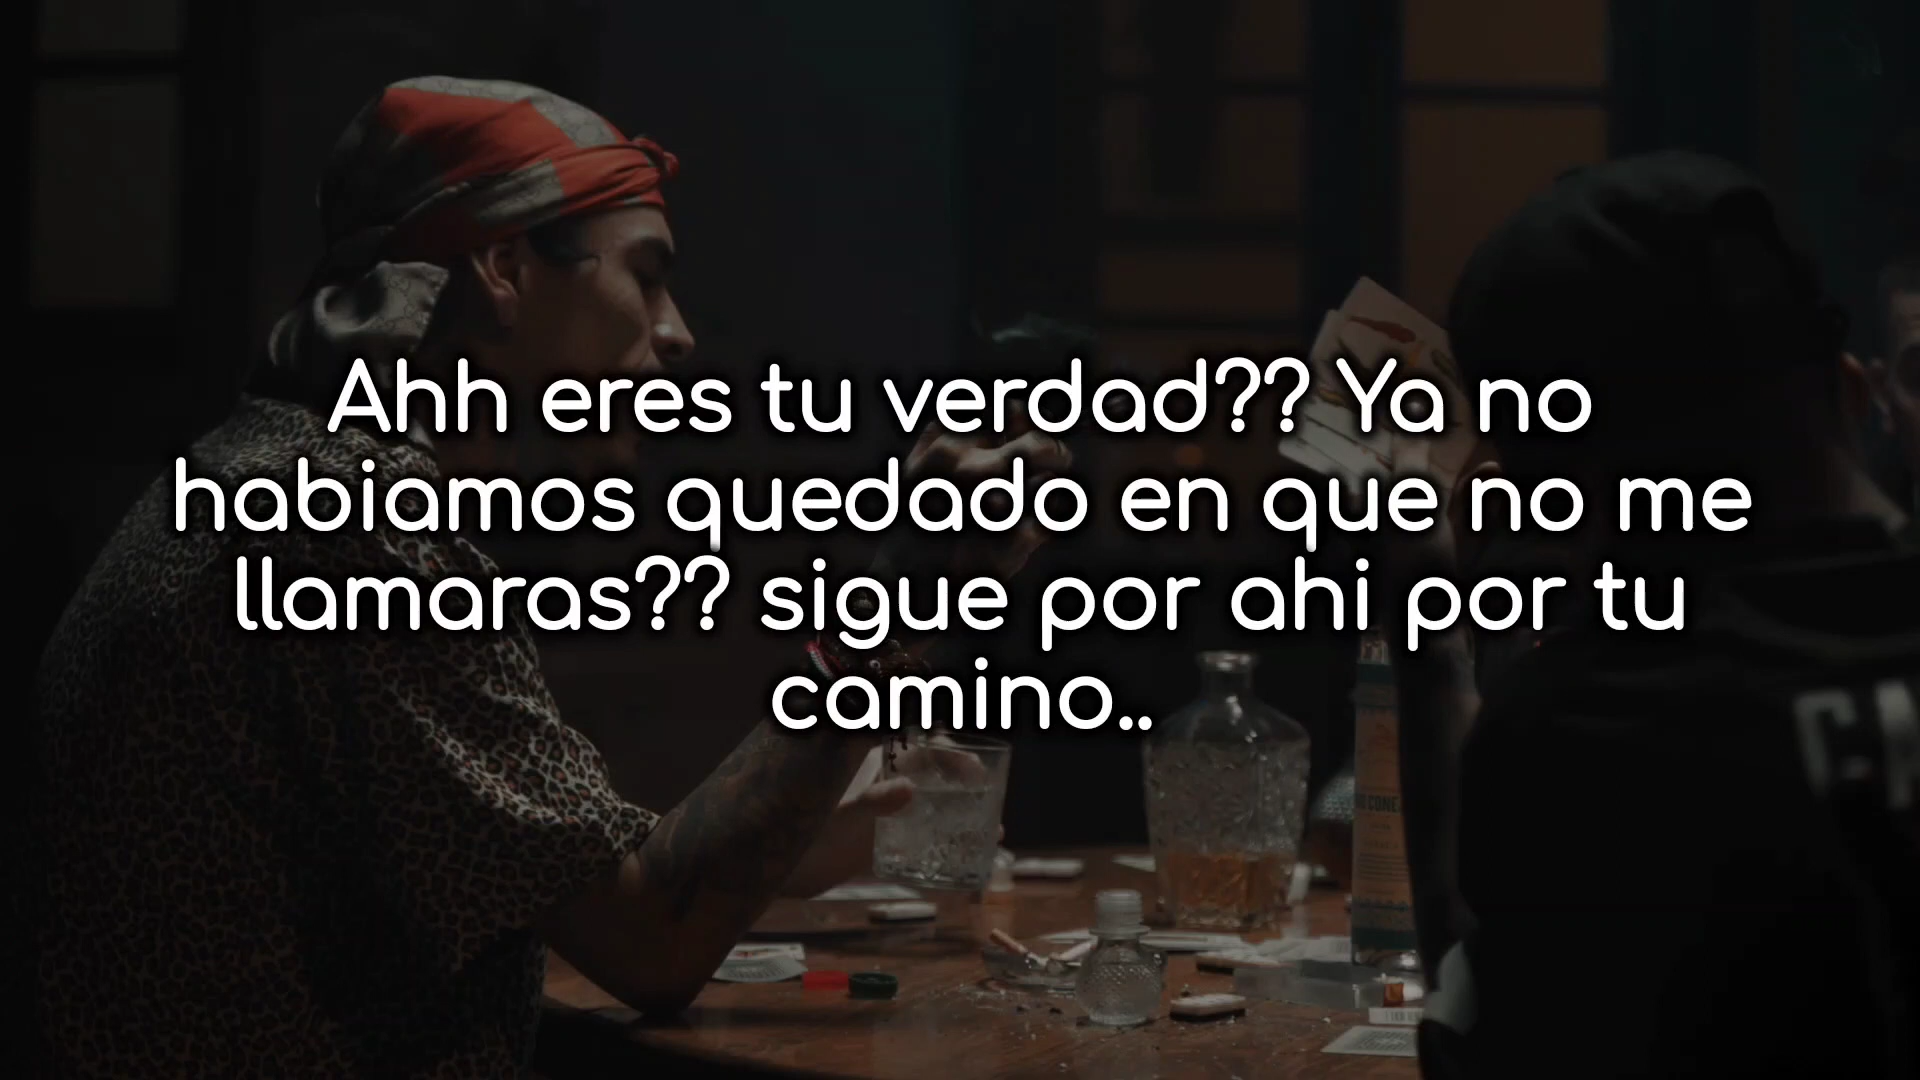 Ahh eres tu verdad?? Ya no
habiamos quedado en que no me
llamaras?? sigue por ahi por tu
camino..